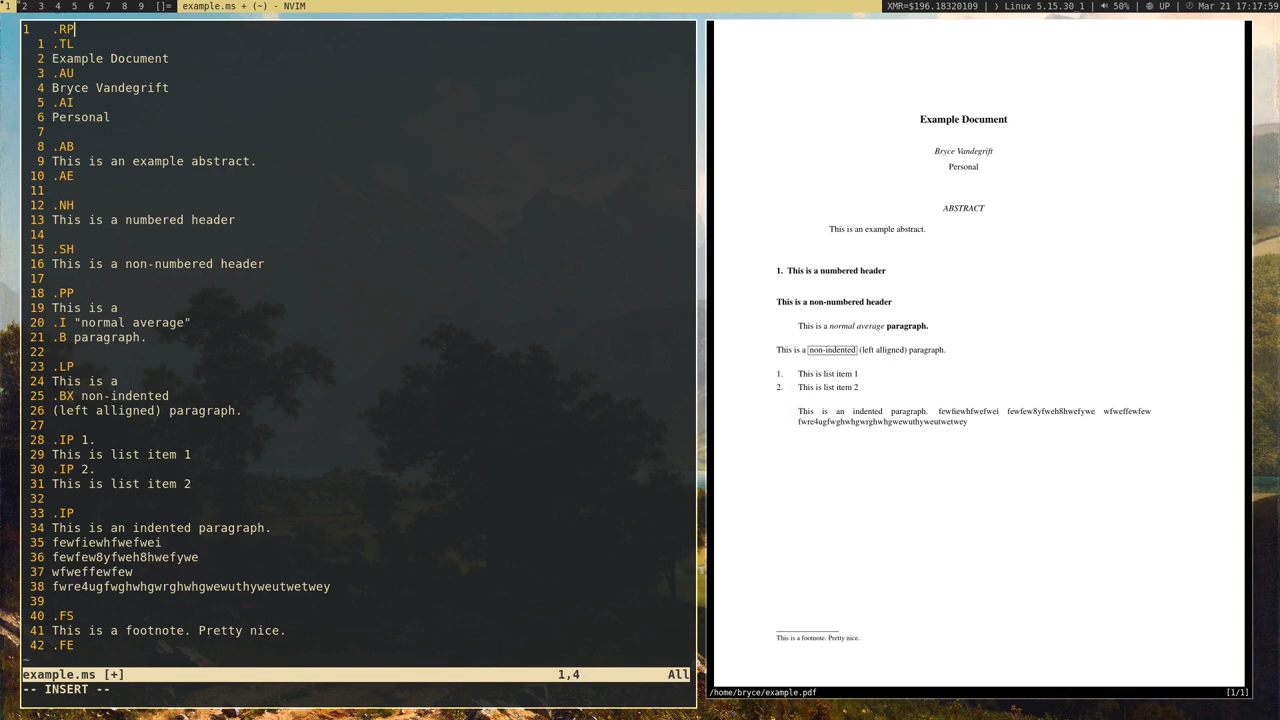 1 2 3 4 5 6 7 8 9 []= example.ms + (~) - NVIM XMR=$196.18320109 | Linux 5.15.30_1 | 50% | UP | Mar 21 17:17:59
1 .RP
1 .TL
2 Example Document
3 .AU
4 Bryce Vandegrift
5 .AI
6 Personal
7
8 .AB
9 This is an example abstract.
10 .AE
11
12 .NH
13 This is a numbered header
14
15 .SH
16 This is a non-numbered header
17
18 .PP
19 This is a
20 .I "normal average"
21 .B paragraph.
22
23 .LP
24 This is a
25 .BX non-indented
26 (left alligned) paragraph.
27
28 .IP 1.
29 This is list item 1
30 .IP 2.
31 This is list item 2
32
33 .IP
34 This is an indented paragraph.
35 fewfiewhfwefwei
36 fewfew8yfweh8hwefywe
37 wfweffewfew
38 fwre4ugfwghwhgwrghwhgwewuthyweutwetwey
39
40 .FS
41 This is a footnote. Pretty nice.
42 .FE
~
example.ms [+] 1,4 All
-- INSERT --
Example Document
Bryce Vandegrift
Personal
ABSTRACT
This is an example abstract.
1. This is a numbered header
This is a non-numbered header
This is a normal average paragraph.
This is a non-indented (left alligned) paragraph.
1. This is list item 1
2. This is list item 2
This is an indented paragraph. fewfiewhfwefwei fewfew8yfweh8hwefywe wfweffewfew
fwre4ugfwghwhgwrghwhgwewuthyweutwetwey
This is a footnote. Pretty nice.
/home/bryce/example.pdf [1/1]